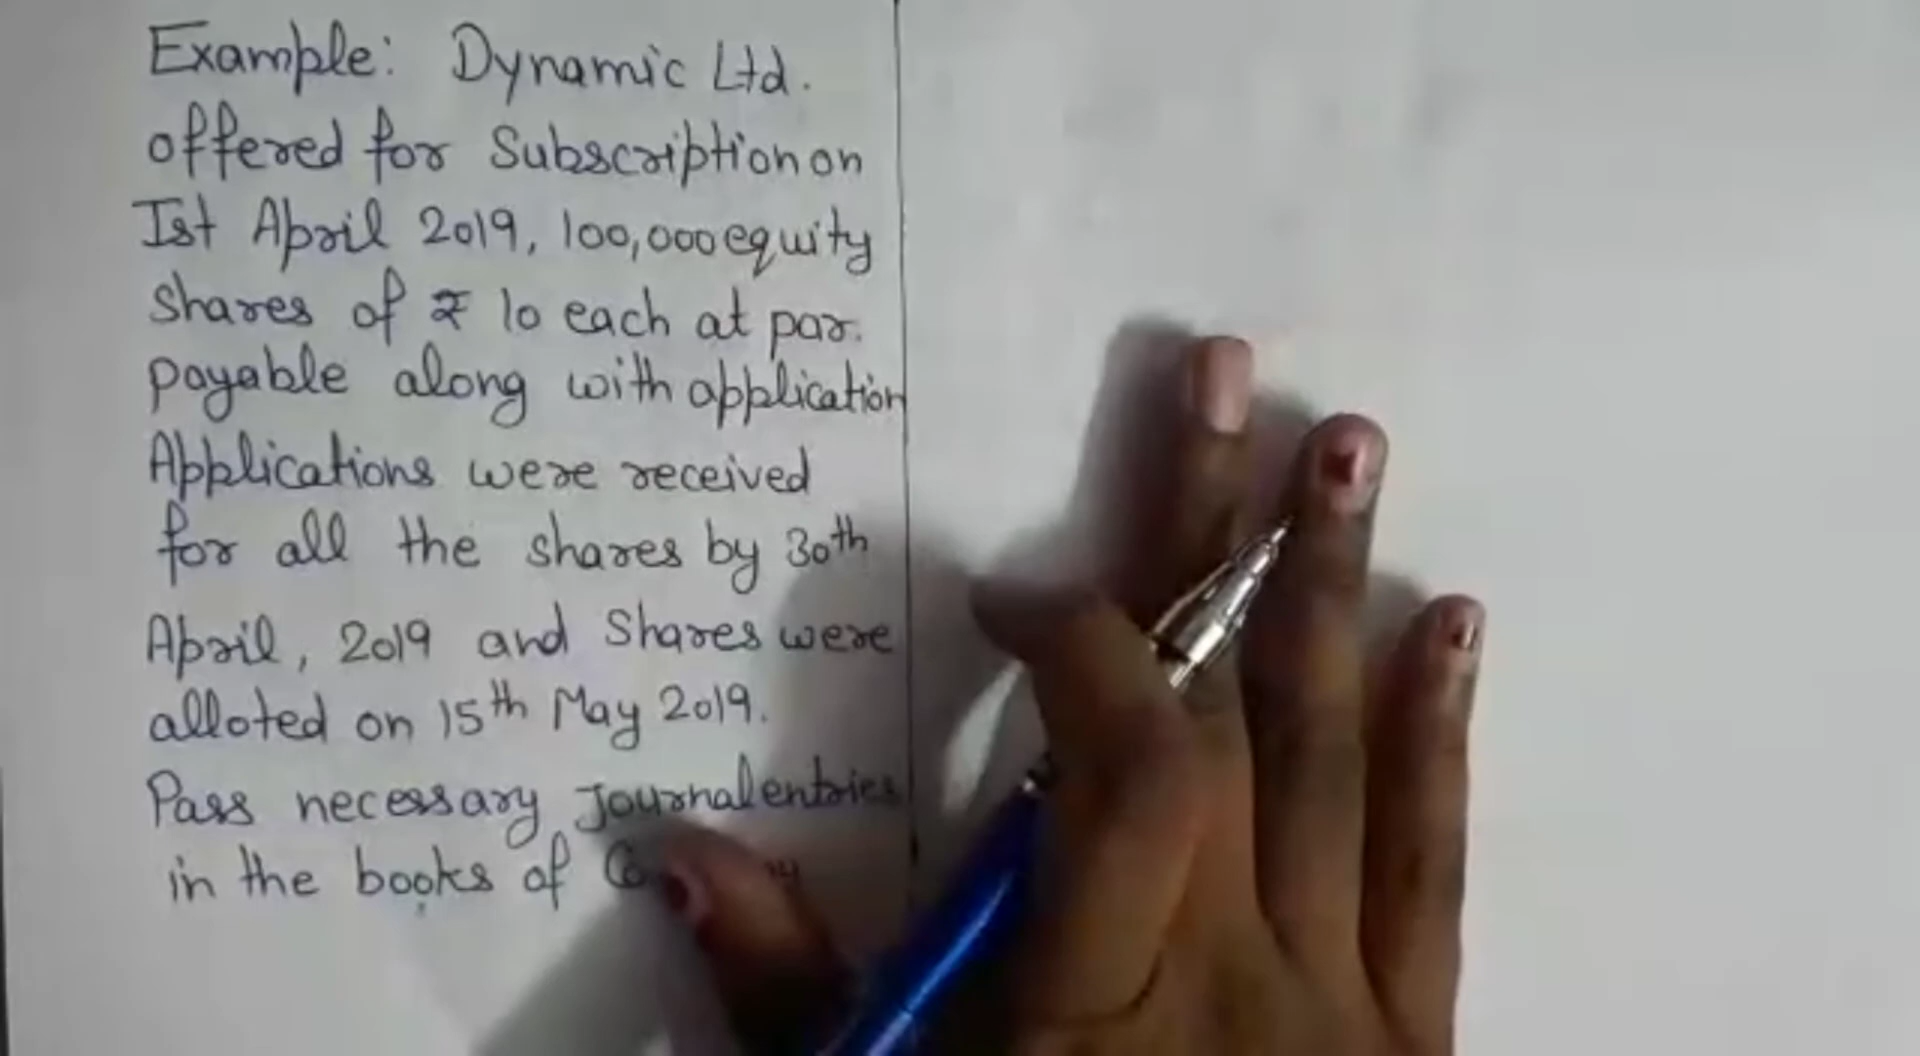 Example: Dynamic Ltd.
offered for Subscription on
Ist April 2019, 100,000 equity
Shares of ₹ 10 each at par.
payable along with application
Applications were received
for all the shares by 30th
April, 2019 and Shares were
alloted on 15th May 2019.
Pass necessary Journal entries
in the books of